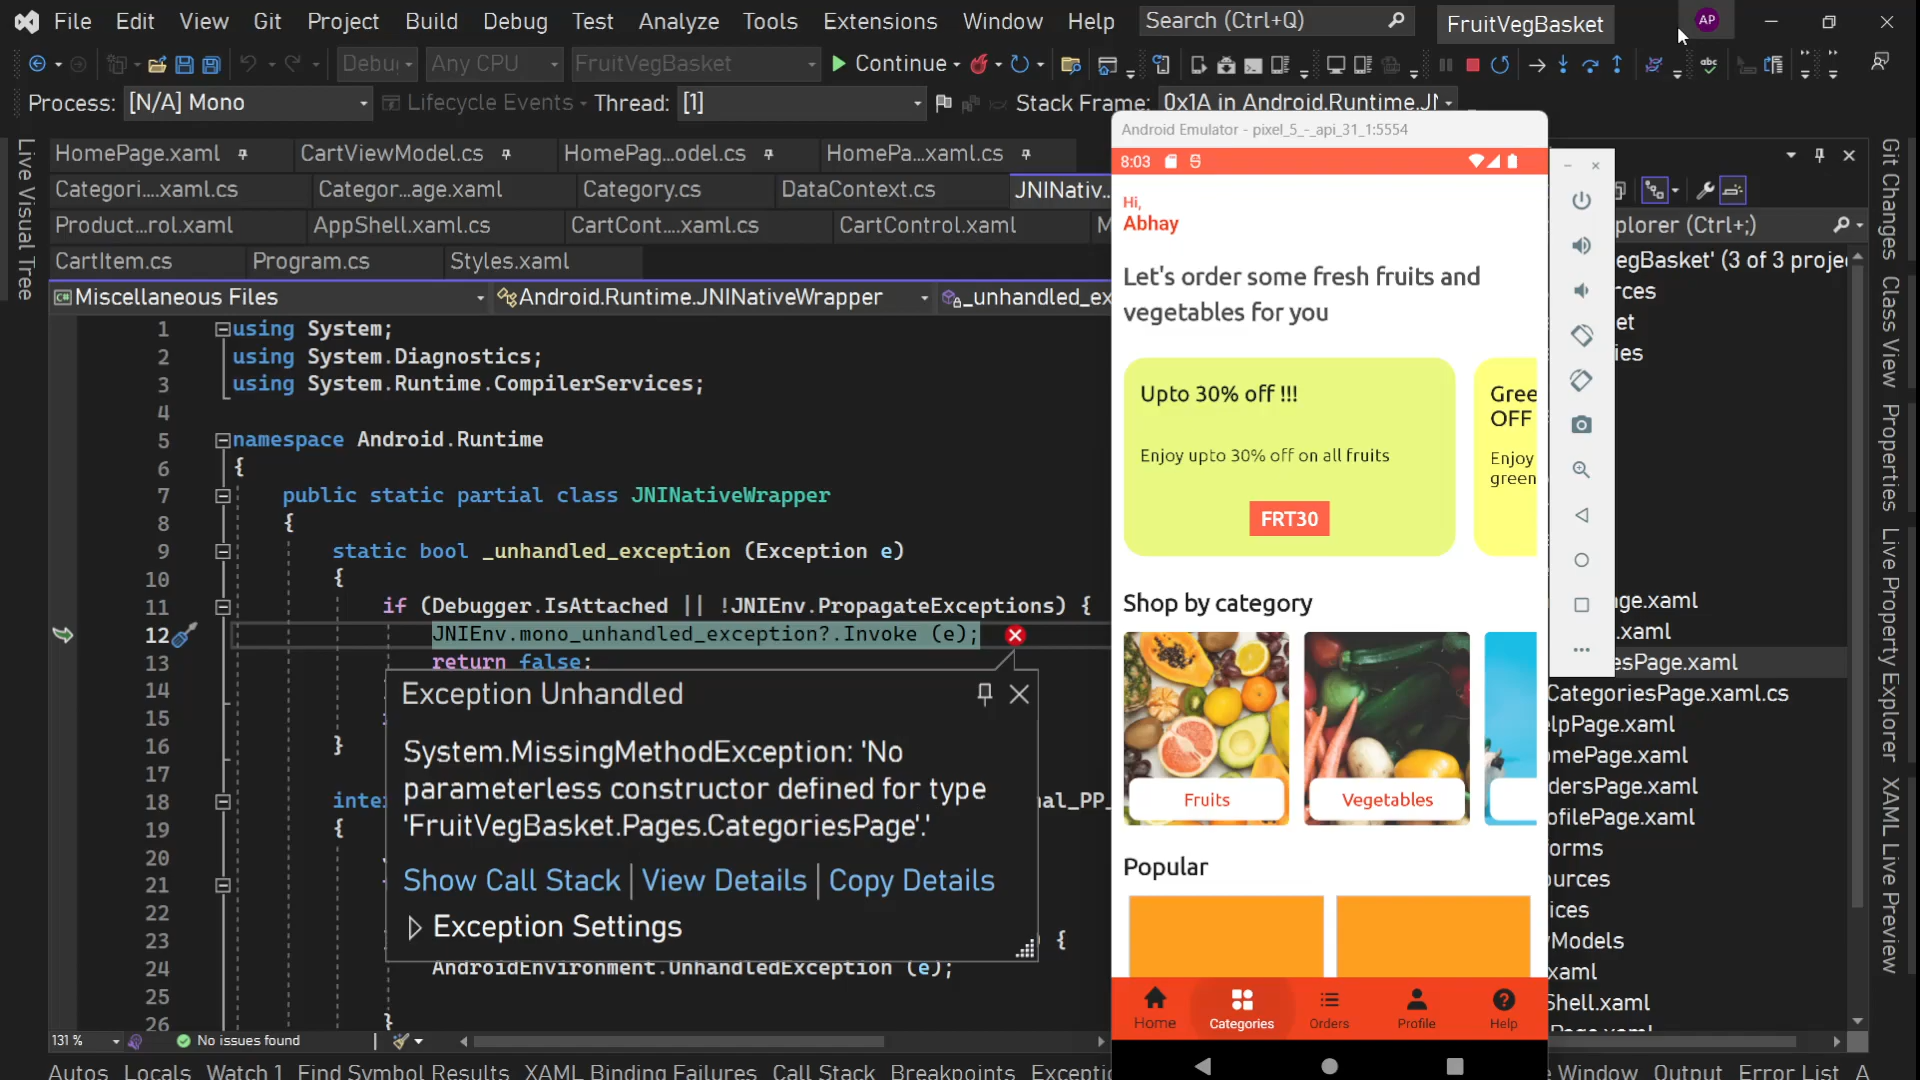 File Edit View Git Project Build Debug Test Analyze Tools Extensions Window Help Search (Ctrl+Q) FruitVegBasket AP
Debu Any CPU FruitVegBasket Continue
Process: [N/A] Mono Lifecycle Events Thread: [1] Stack Frame: 0x1A in Android.Runtime.JN
Live Visual Tree
HomePage.xaml CartViewModel.cs HomePag...odel.cs HomePa...xaml.cs
Categori....xaml.cs Categor...age.xaml Category.cs DataContext.cs JNINativ...
Product...rol.xaml AppShell.xaml.cs CartCont....xaml.cs CartControl.xaml M
CartItem.cs Program.cs Styles.xaml
Miscellaneous Files Android.Runtime.JNINativeWrapper _unhandled_ex
1 using System;
2 using System.Diagnostics;
3 using System.Runtime.CompilerServices;
4
5 namespace Android.Runtime
6 {
7 public static partial class JNINativeWrapper
8 {
9 static bool _unhandled_exception (Exception e)
10 {
11 if (Debugger.IsAttached || !JNIEnv.PropagateExceptions) {
12 JNIEnv.mono_unhandled_exception?.Invoke (e);
13 return false;
14
15
16 }
17
18 inte nal_PP_
19 {
20
21
22
23 {
24 AndroidEnvironment.UnhandledException (e);
25
26 }
Exception Unhandled
System.MissingMethodException: 'No
parameterless constructor defined for type
'FruitVegBasket.Pages.CategoriesPage'.'
Show Call Stack | View Details | Copy Details
Exception Settings
131 % No issues found
Autos Locals Watch 1 Find Symbol Results XAML Binding Failures Call Stack Breakpoints Excepti
e Window Output Error List A
Android Emulator - pixel_5_-_api_31_1:5554
8:03
Hi,
Abhay
Let's order some fresh fruits and
vegetables for you
Upto 30% off !!!
Enjoy upto 30% off on all fruits
FRT30
Gree
OFF
Enjoy
green
Shop by category
Fruits
Vegetables
Popular
Home Categories Orders Profile Help
plorer (Ctrl+;)
egBasket' (3 of 3 proje
rces
et
ies
ge.xaml
.xaml
esPage.xaml
CategoriesPage.xaml.cs
elpPage.xaml
omePage.xaml
dersPage.xaml
ofilePage.xaml
orms
ources
ices
Models
.xaml
Shell.xaml
Git Changes
Class View
Properties
Live Property Explorer
XAML Live Preview